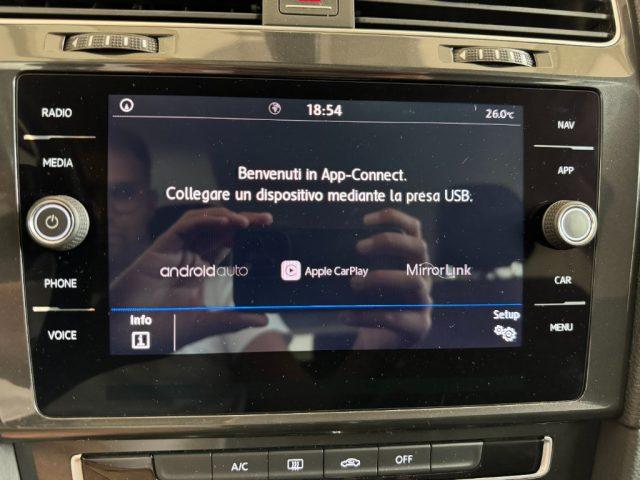 18:54
26.0°C
RADIO
MEDIA
PHONE
VOICE
Benvenuti in App-Connect.
Collegare un dispositivo mediante la presa USB.
androidauto
Apple CarPlay
MirrorLink
Info
Setup
NAV
APP
CAR
MENU
A/C
OFF